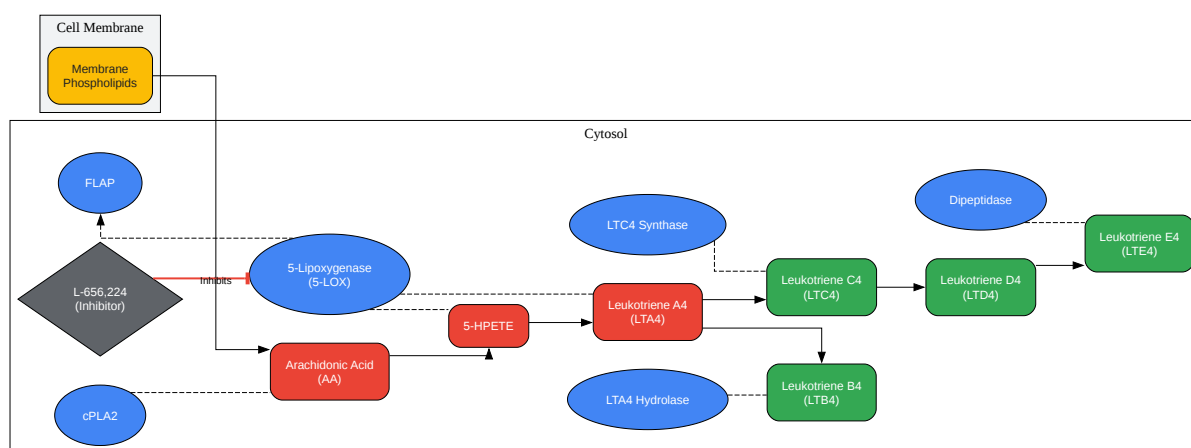 Cell Membrane
Membrane
Phospholipids
Cytosol
FLAP
L-656,224
(Inhibitor)
Inhibits
5-Lipoxygenase
(5-LOX)
cPLA2
Arachidonic Acid
(AA)
5-HPETE
LTC4 Synthase
Leukotriene A4
(LTA4)
LTA4 Hydrolase
Leukotriene C4
(LTC4)
Leukotriene B4
(LTB4)
Dipeptidase
Leukotriene D4
(LTD4)
Leukotriene E4
(LTE4)